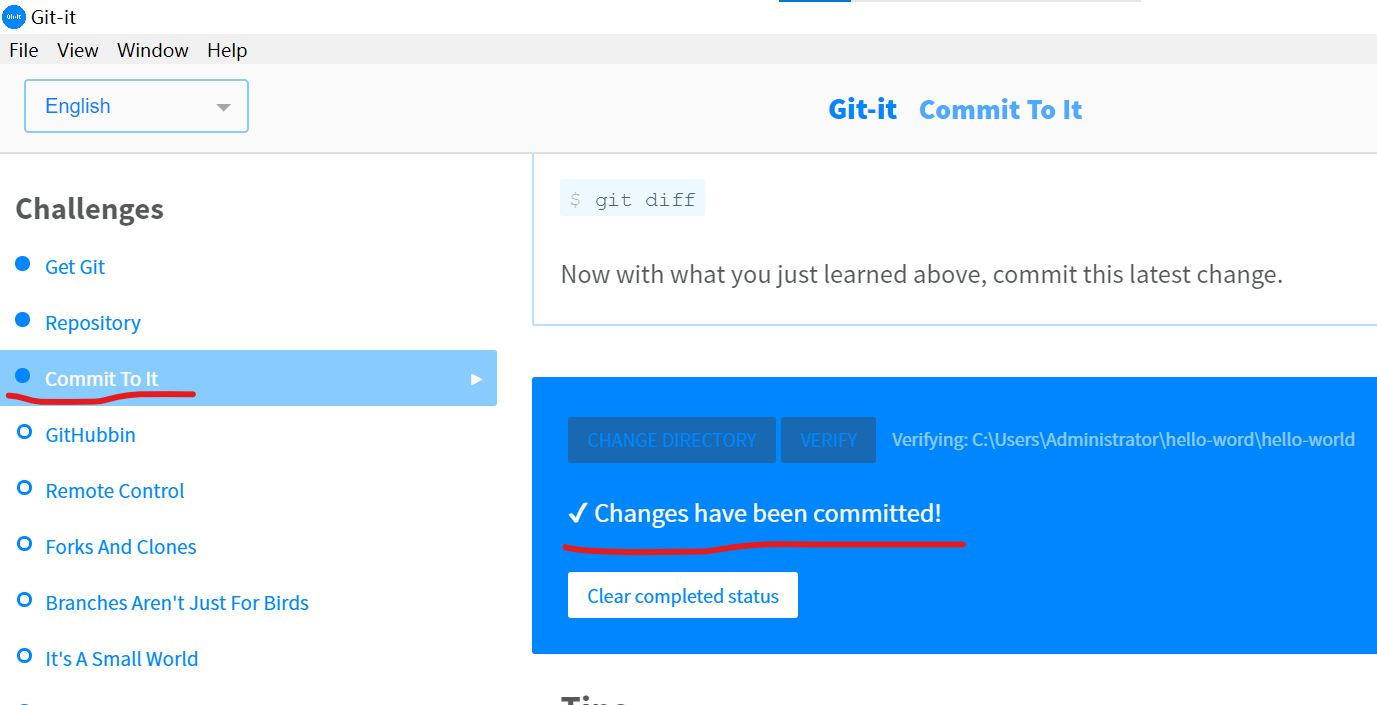 Git-it
File View Window Help
English
Git-it Commit To It
Challenges
Get Git
Repository
Commit To It
GitHubbin
Remote Control
Forks And Clones
Branches Aren't Just For Birds
It's A Small World
$ git diff
Now with what you just learned above, commit this latest change.
CHANGE DIRECTORY VERIFY Verifying: C:\Users\Administrator\hello-word\hello-world
✓ Changes have been committed!
Clear completed status